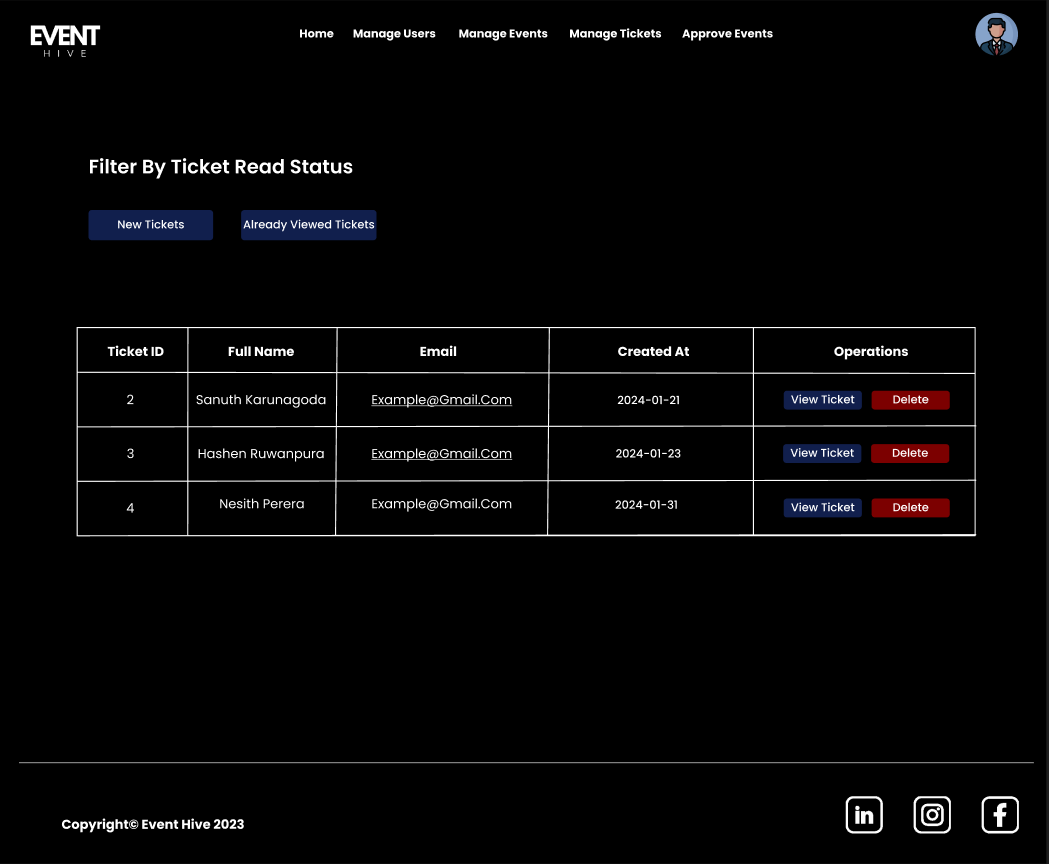 EVENT
HIVE
Home Manage Users Manage Events Manage Tickets Approve Events
Filter By Ticket Read Status
New Tickets Already Viewed Tickets
Ticket ID Full Name Email Created At Operations
2 Sanuth Karunagoda Example@Gmail.Com 2024-01-21 View Ticket Delete
3 Hashen Ruwanpura Example@Gmail.Com 2024-01-23 View Ticket Delete
4 Nesith Perera Example@Gmail.Com 2024-01-31 View Ticket Delete
Copyright© Event Hive 2023
in f